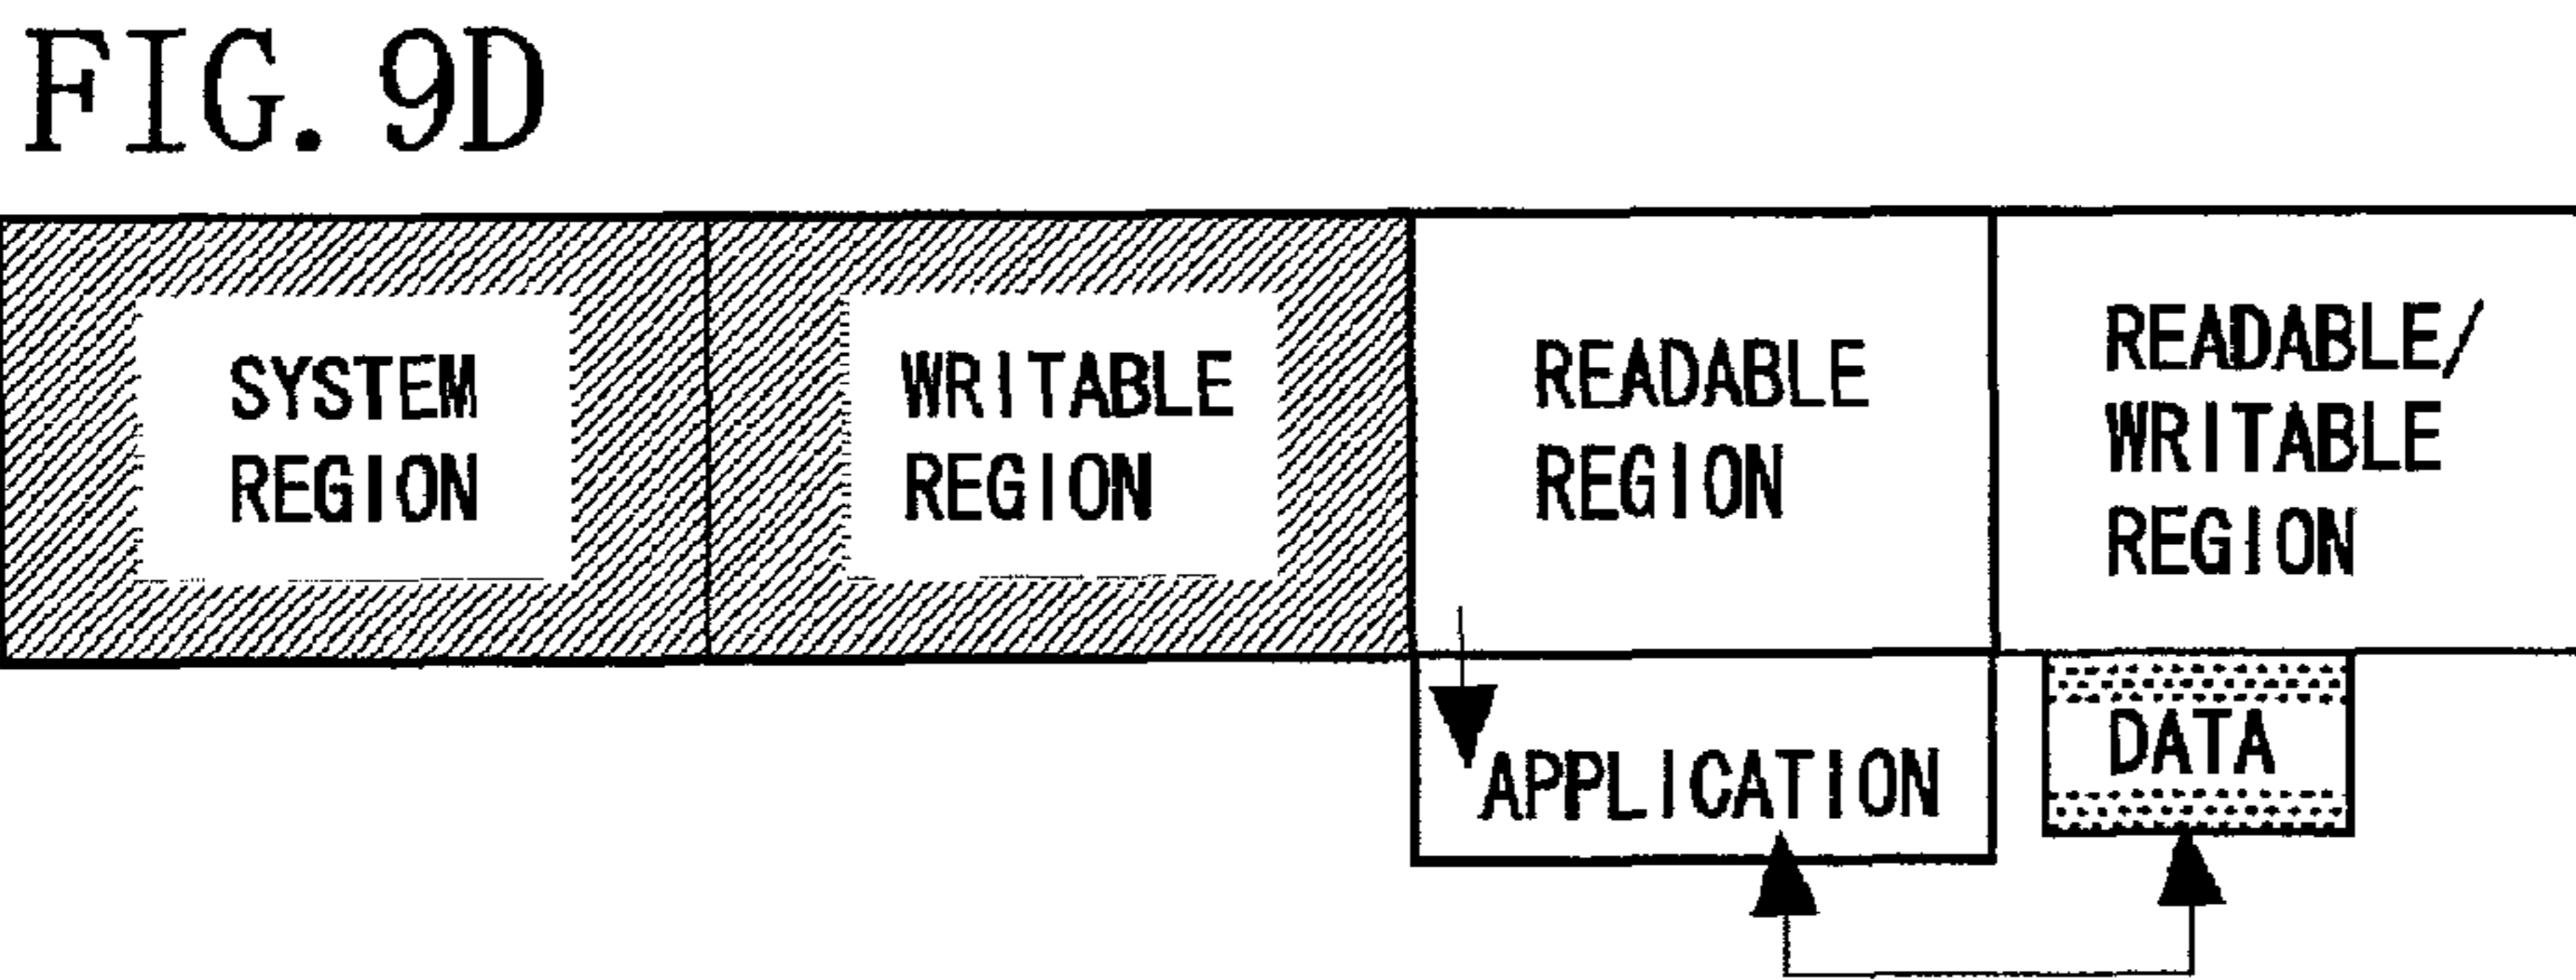 FIG. 9D
SYSTEM
REGION
WRITABLE
REGION
READABLE
REGION
READABLE/
WRITABLE
REGION
APPLICATION
DATA